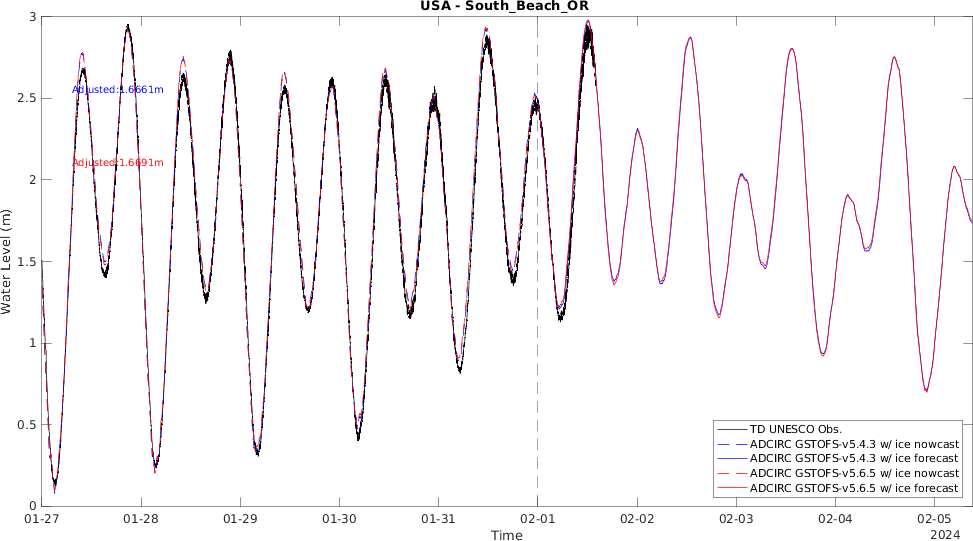 USA - South_Beach_OR
3
2.5
2
1.5
1
0.5
0
Water Level (m)
Adjusted:1.6661m
Adjusted:1.6691m
TD UNESCO Obs.
ADCIRC GSTOFS-v5.4.3 w/ ice nowcast
ADCIRC GSTOFS-v5.4.3 w/ ice forecast
ADCIRC GSTOFS-v5.6.5 w/ ice nowcast
ADCIRC GSTOFS-v5.6.5 w/ ice forecast
01-27 01-28 01-29 01-30 01-31 02-01 02-02 02-03 02-04 02-05
Time
2024